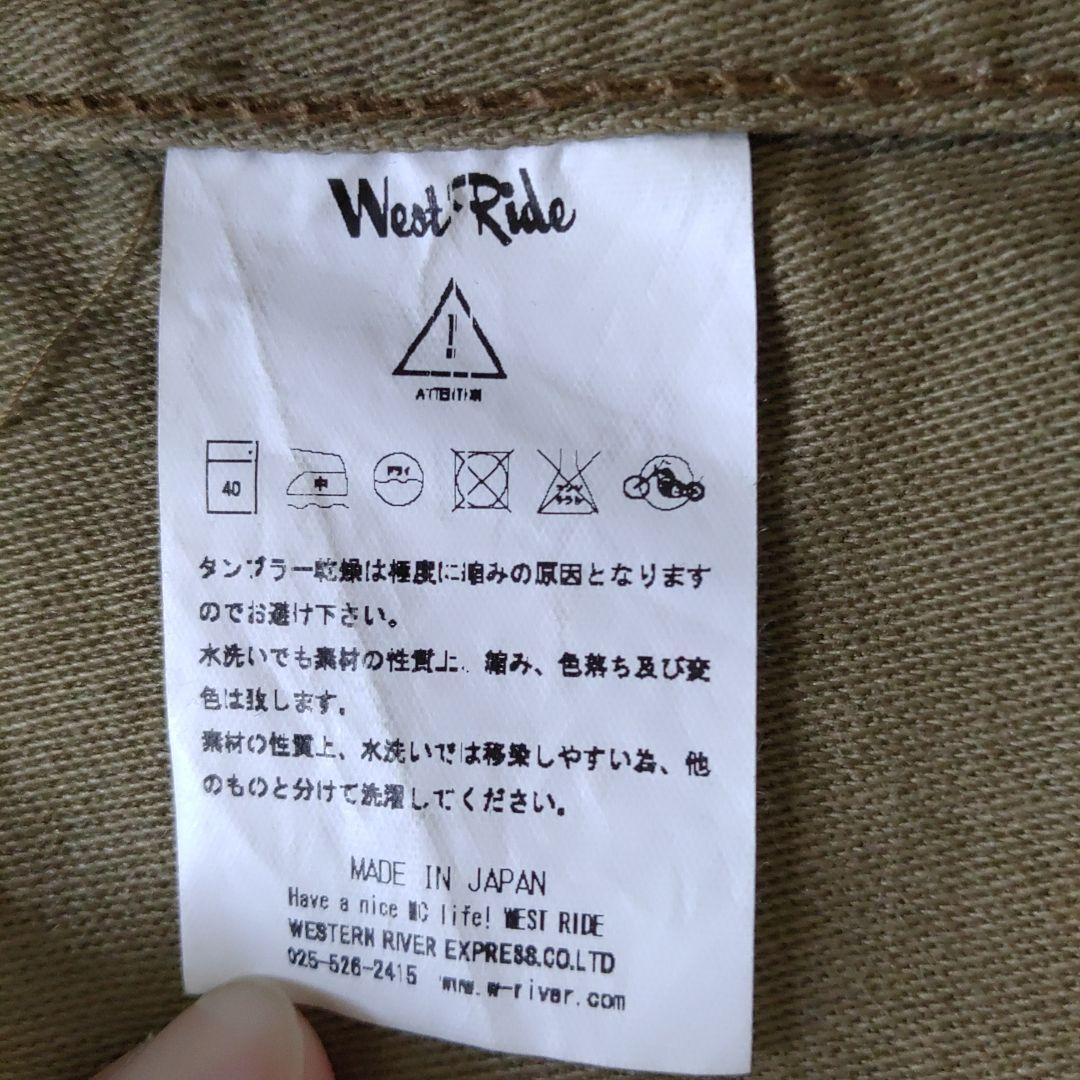 West Ride
!
ATTENTION
40
中
ドライ
エンソ
サラシ
タンブラー乾燥は極度に縮みの原因となります
のでお避け下さい。
水洗いでも素材の性質上、縮み、色落ち及び変
色は致します。
素材の性質上、水洗いでは移染しやすい為、他
のものと分けて洗濯してください。
MADE IN JAPAN
Have a nice MC life! WEST RIDE
WESTERN RIVER EXPRESS.CO.LTD
025-526-2415 www.w-river.com